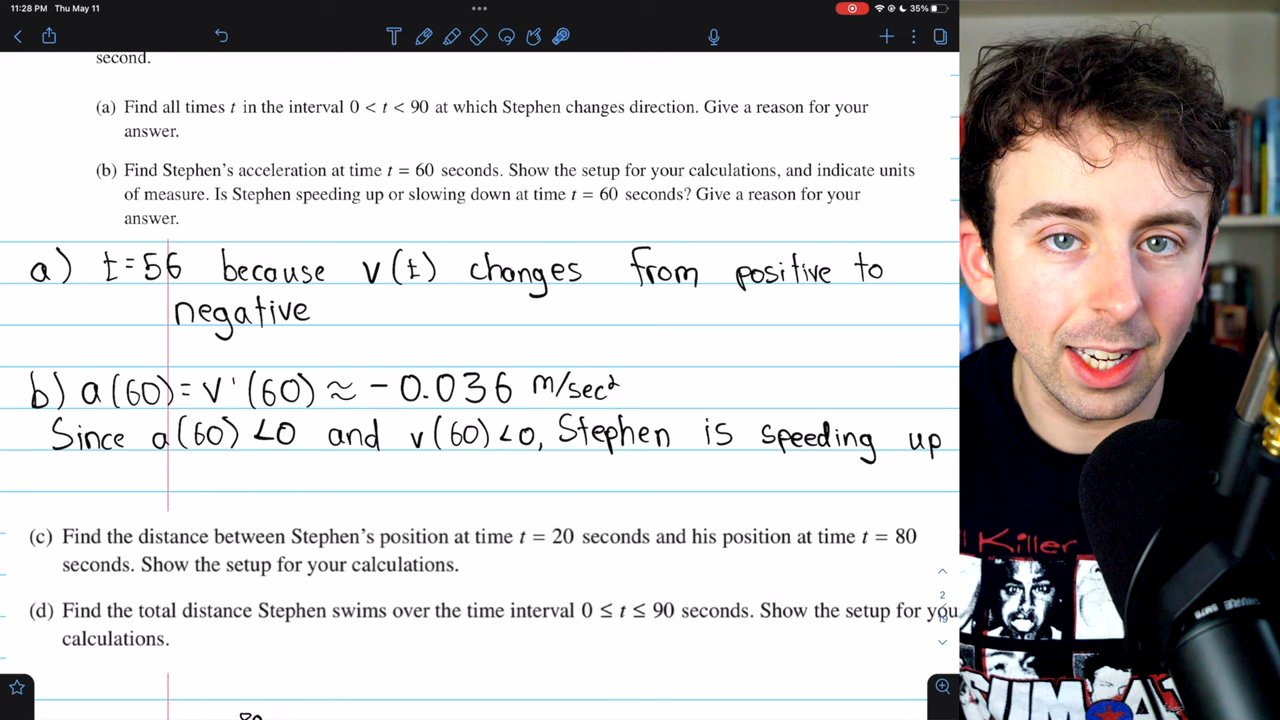 11:28 PM Thu May 11
35%
second.
(a) Find all times t in the interval 0 < t < 90 at which Stephen changes direction. Give a reason for your
answer.
(b) Find Stephen's acceleration at time t = 60 seconds. Show the setup for your calculations, and indicate units
of measure. Is Stephen speeding up or slowing down at time t = 60 seconds? Give a reason for your
answer.
a) t=56 because v(t) changes from positive to
negative
b) a(60) = v'(60) ≈ -0.036 m/sec²
Since a(60) <0 and v(60) <0, Stephen is speeding up
(c) Find the distance between Stephen's position at time t = 20 seconds and his position at time t = 80
seconds. Show the setup for your calculations.
(d) Find the total distance Stephen swims over the time interval 0 ≤ t ≤ 90 seconds. Show the setup for you
calculations.
2
19
80
Killer
SUM